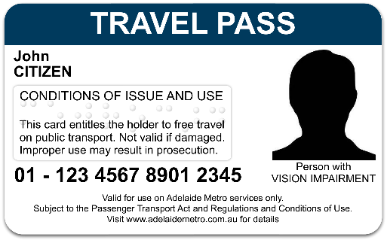 TRAVEL PASS
John
CITIZEN
CONDITIONS OF ISSUE AND USE
This card entitles the holder to free travel
on public transport. Not valid if damaged.
Improper use may result in prosecution.
01 - 123 4567 8901 2345
Person with
VISION IMPAIRMENT
Valid for use on Adelaide Metro services only.
Subject to the Passenger Transport Act and Regulations and Conditions of Use.
Visit www.adelaidemetro.com.au for details